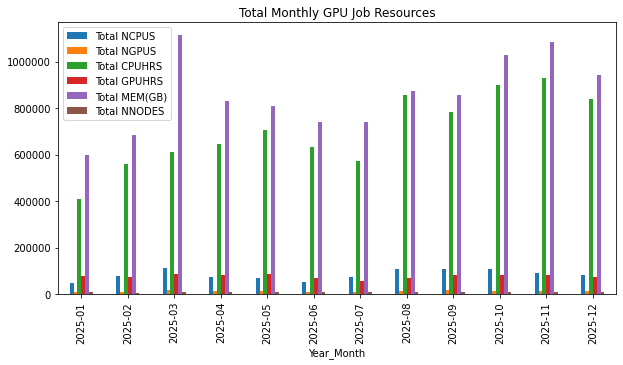 Total Monthly GPU Job Resources
Total NCPUS
Total NGPUS
Total CPUHRS
Total GPUHRS
Total MEM(GB)
Total NNODES
1000000
800000
600000
400000
200000
0
2025-01
2025-02
2025-03
2025-04
2025-05
2025-06
2025-07
2025-08
2025-09
2025-10
2025-11
2025-12
Year_Month